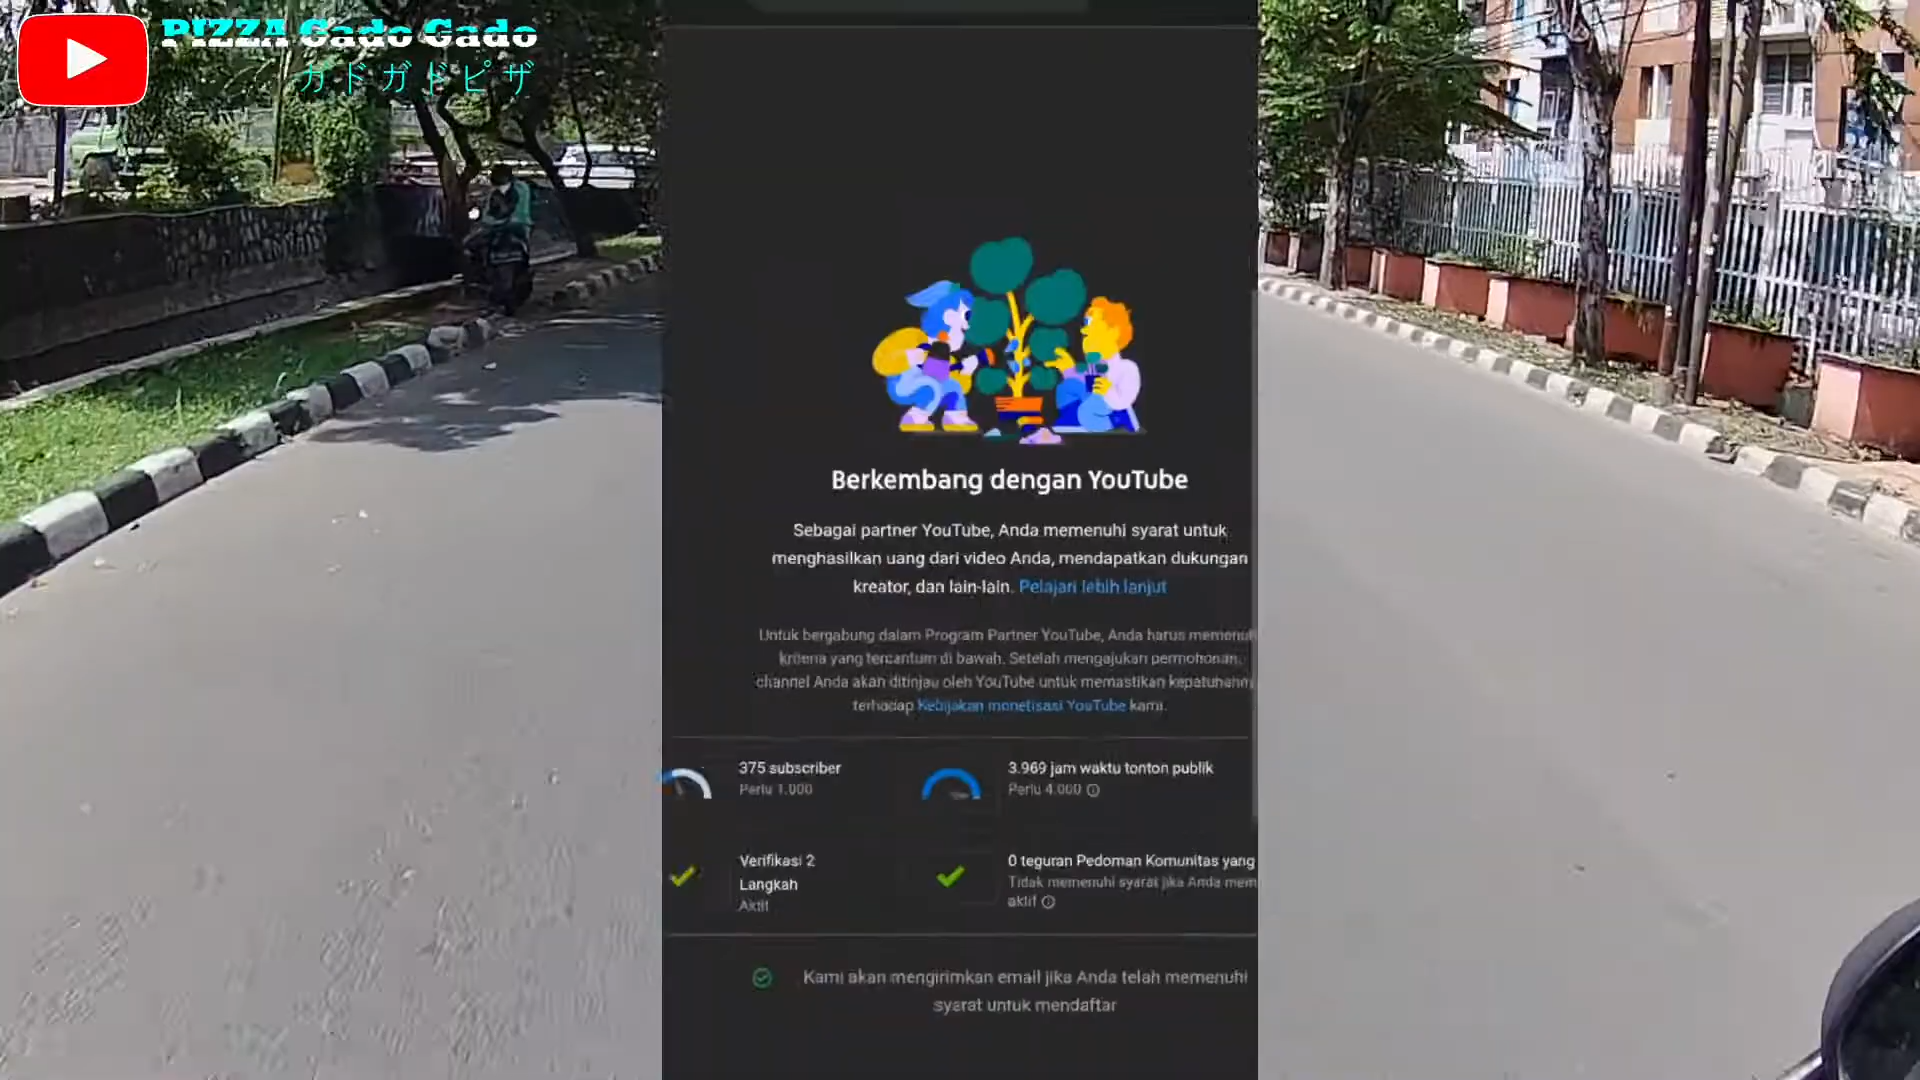 PIZZA Gado Gado
ガドガドピザ
Berkembang dengan YouTube
Sebagai partner YouTube, Anda memenuhi syarat untuk
menghasilkan uang dari video Anda, mendapatkan dukungan
kreator, dan lain-lain. Pelajari lebih lanjut
Untuk bergabung dalam Program Partner YouTube, Anda harus memenuh
kriteria yang tercantum di bawah. Setelah mengajukan permohonan,
channel Anda akan ditinjau oleh YouTube untuk memastikan kepatuhann
terhadap Kebijakan monetisasi YouTube kami.
375 subscriber
Perlu 1.000
3.969 jam waktu tonton publik
Perlu 4.000
Verifikasi 2
Langkah
Aktif
0 teguran Pedoman Komunitas yang
Tidak memenuhi syarat jika Anda mem
aktif
Kami akan mengirimkan email jika Anda telah memenuhi
syarat untuk mendaftar